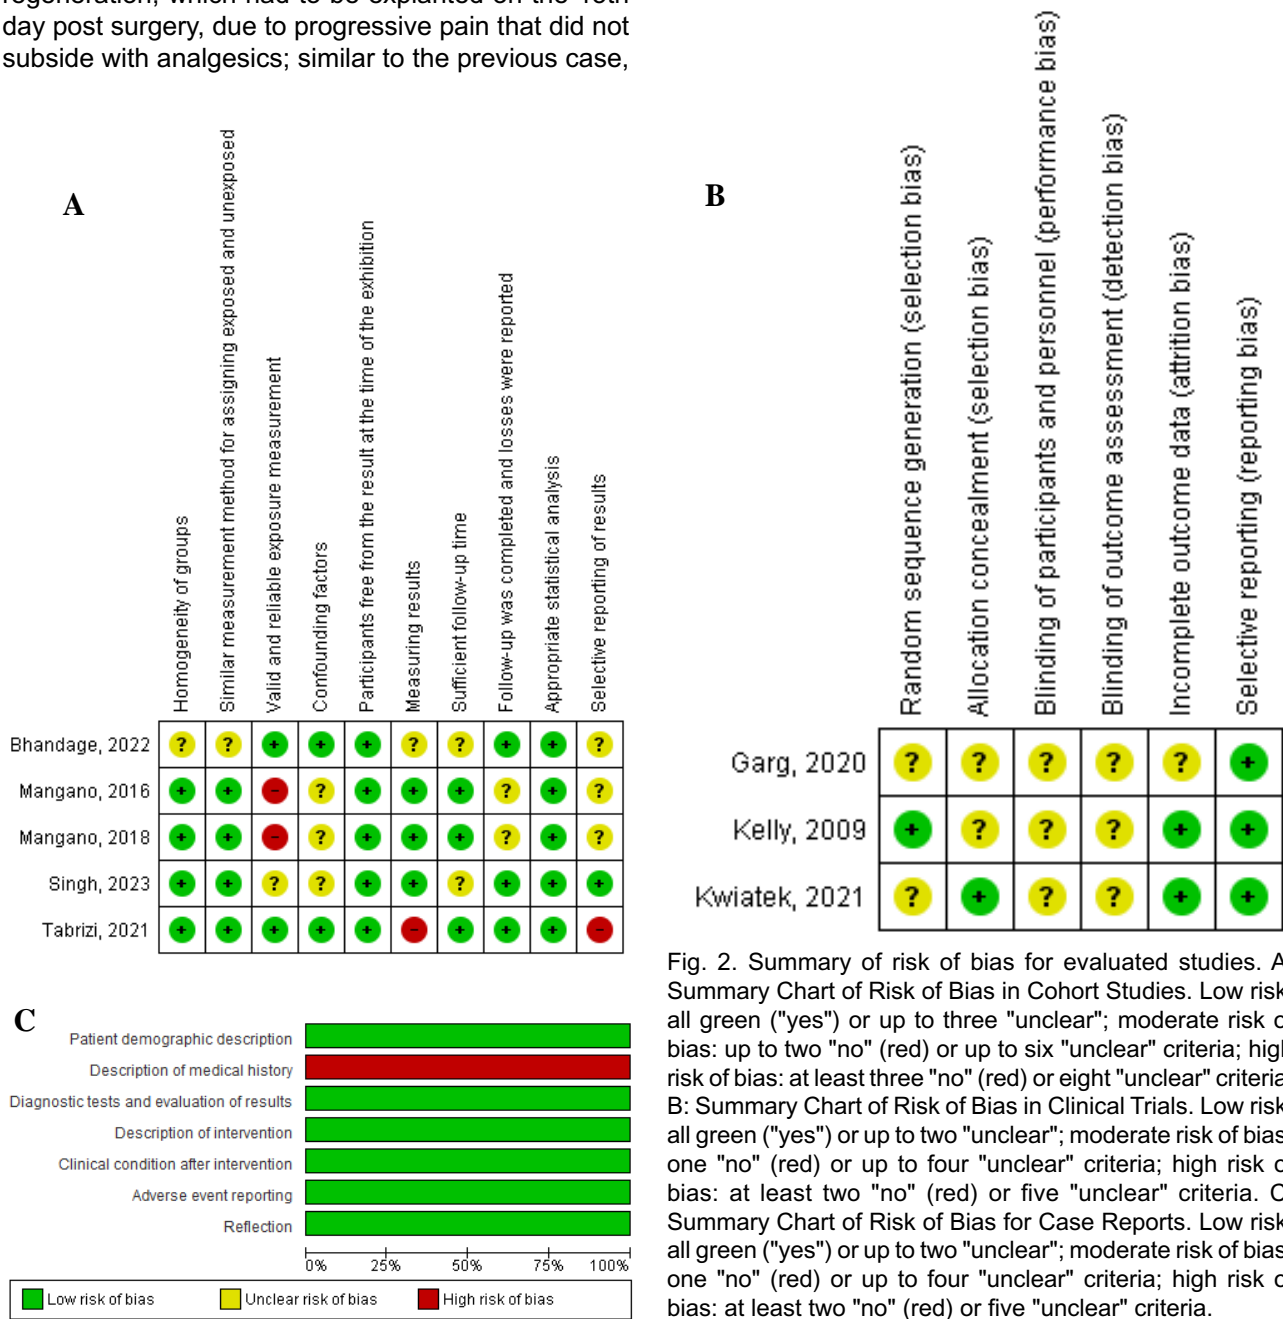 regeneration, which had to be explanted on the 40th
day post surgery, due to progressive pain that did not
subside with analgesics; similar to the previous case,
A
Homogeneity of groups
Similar measurement method for assigning exposed and unexposed
Valid and reliable exposure measurement
Confounding factors
Participants free from the result at the time of the exhibition
Measuring results
Sufficient follow-up time
Follow-up was completed and losses were reported
Appropriate statistical analysis
Selective reporting of results
Bhandage, 2022 ? ? + + + ? ? + + ?
Mangano, 2016 + + - ? + + + ? + ?
Mangano, 2018 + + - ? + + + ? + ?
Singh, 2023 + + ? ? + + ? + + +
Tabrizi, 2021 + + + + + - + + + -
B
Random sequence generation (selection bias)
Allocation concealment (selection bias)
Blinding of participants and personnel (performance bias)
Blinding of outcome assessment (detection bias)
Incomplete outcome data (attrition bias)
Selective reporting (reporting bias)
Garg, 2020 ? ? ? ? ? +
Kelly, 2009 + ? ? ? + +
Kwiatek, 2021 ? + ? ? + +
C
Patient demographic description
Description of medical history
Diagnostic tests and evaluation of results
Description of intervention
Clinical condition after intervention
Adverse event reporting
Reflection
0% 25% 50% 75% 100%
Low risk of bias Unclear risk of bias High risk of bias
Fig. 2. Summary of risk of bias for evaluated studies. A
Summary Chart of Risk of Bias in Cohort Studies. Low risk
all green ("yes") or up to three "unclear"; moderate risk o
bias: up to two "no" (red) or up to six "unclear" criteria; high
risk of bias: at least three "no" (red) or eight "unclear" criteria
B: Summary Chart of Risk of Bias in Clinical Trials. Low risk
all green ("yes") or up to two "unclear"; moderate risk of bias
one "no" (red) or up to four "unclear" criteria; high risk o
bias: at least two "no" (red) or five "unclear" criteria. C
Summary Chart of Risk of Bias for Case Reports. Low risk
all green ("yes") or up to two "unclear"; moderate risk of bias
one "no" (red) or up to four "unclear" criteria; high risk o
bias: at least two "no" (red) or five "unclear" criteria.